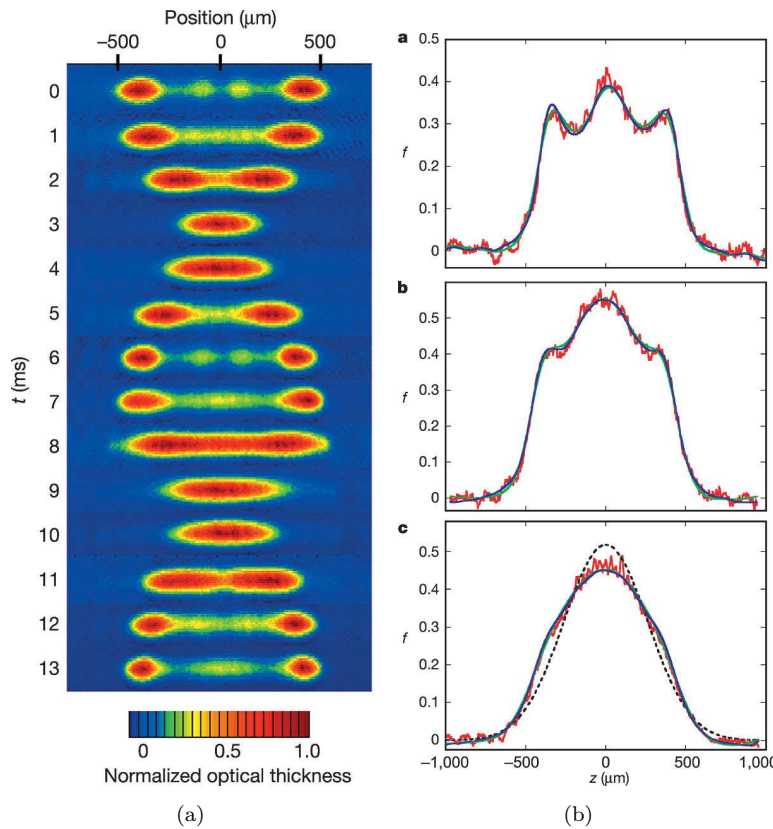 Position (μm)
−500 0 500
t (ms)
0
1
2
3
4
5
6
7
8
9
10
11
12
13
0 0.5 1.0
Normalized optical thickness
(a)
a
0.5
0.4
0.3
0.2
0.1
0
f
b
0.5
0.4
0.3
0.2
0.1
0
f
c
0.5
0.4
0.3
0.2
0.1
0
f
−1,000 −500 0 500 1,000
z (μm)
(b)